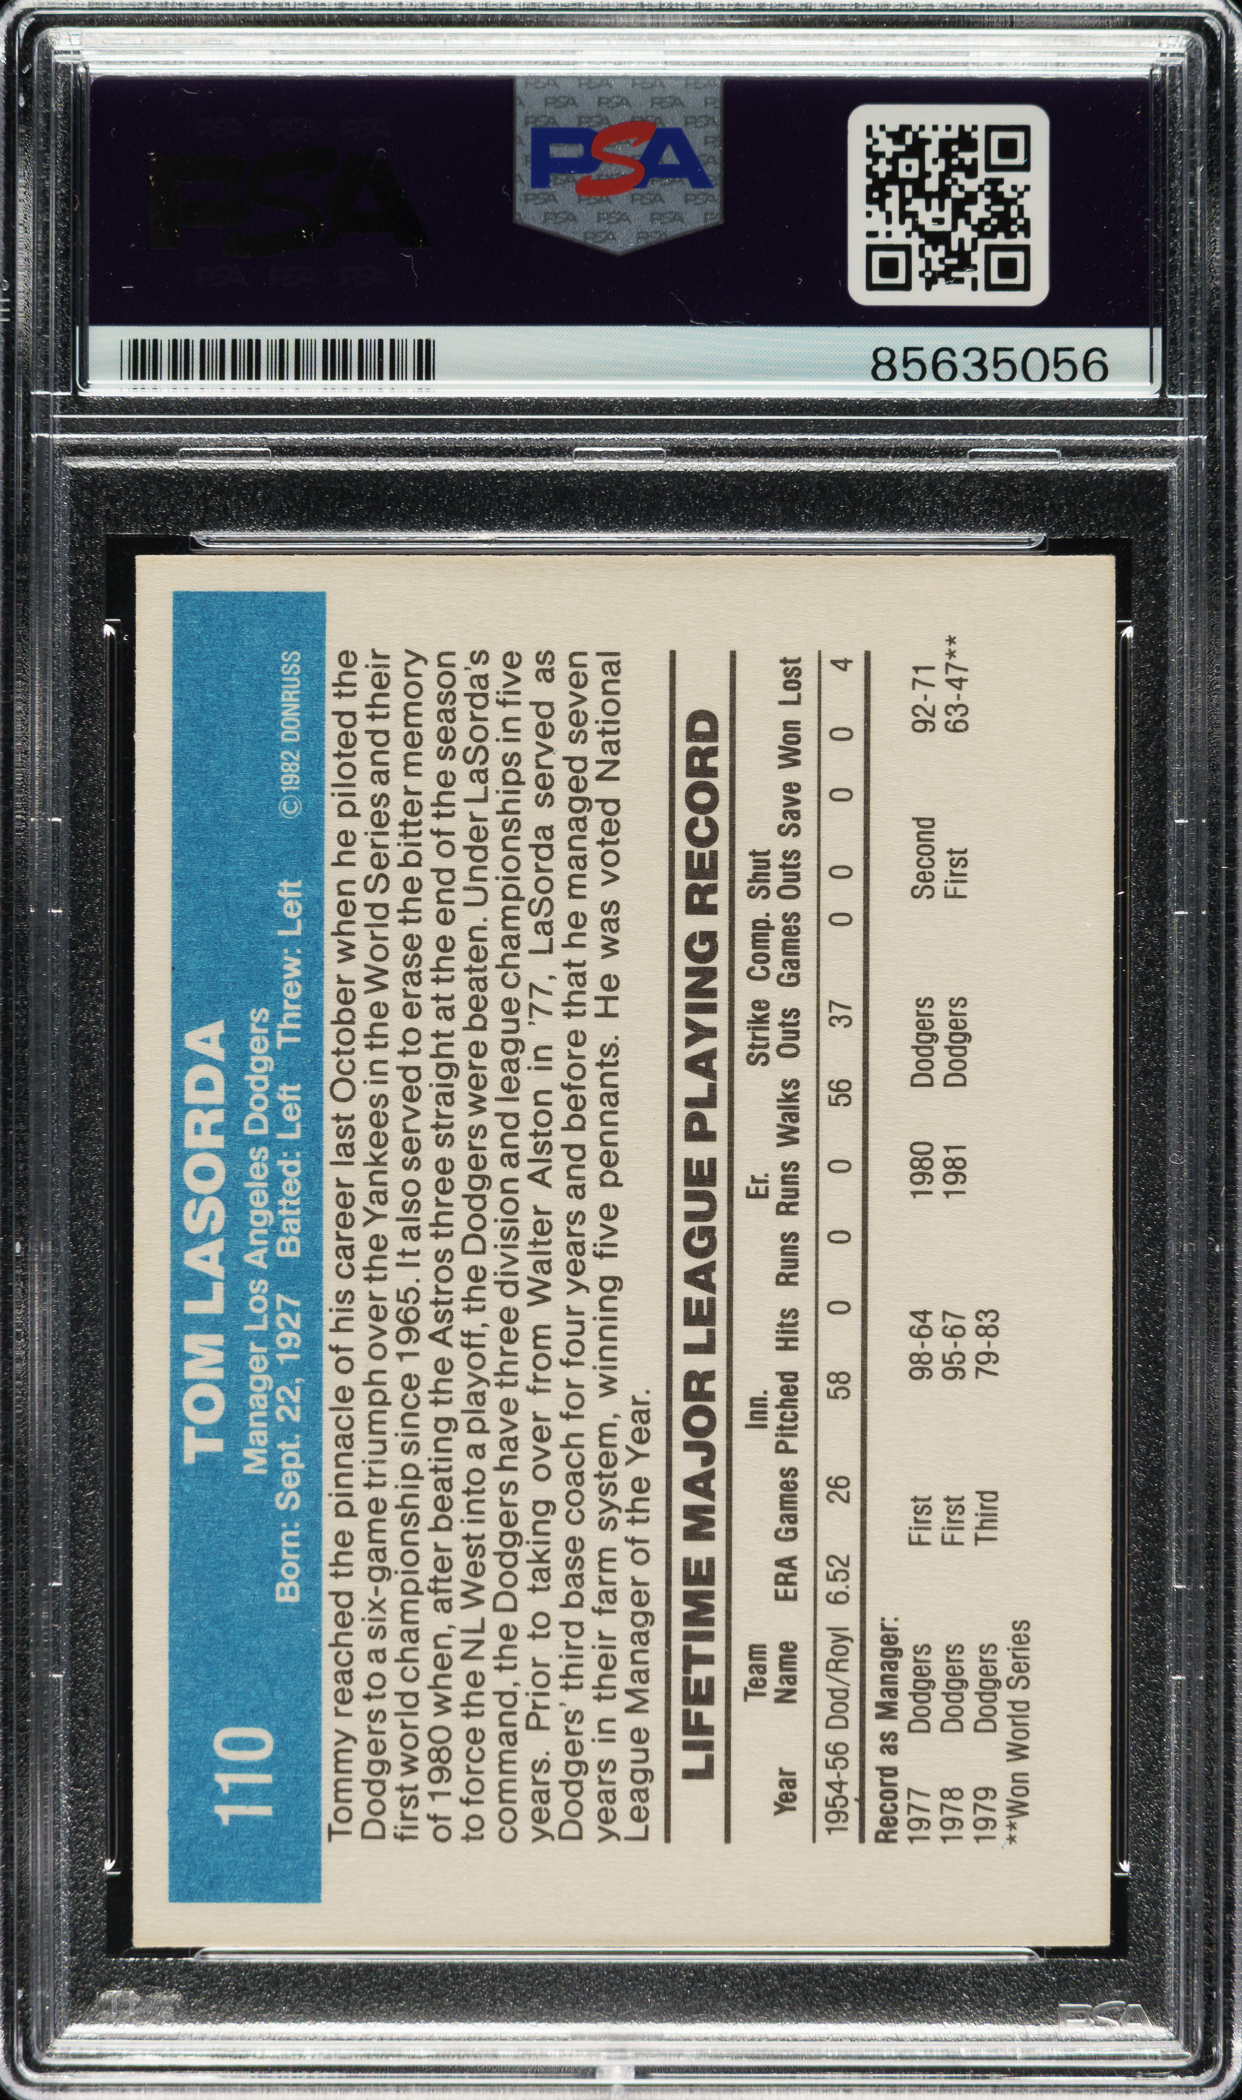 PSA
PSA
85635056
110
TOM LASORDA
Manager Los Angeles Dodgers
Born: Sept. 22, 1927 Batted: Left Threw: Left ©1982 DONRUSS
Tommy reached the pinnacle of his career last October when he piloted the
Dodgers to a six-game triumph over the Yankees in the World Series and their
first world championship since 1965. It also served to erase the bitter memory
of 1980 when, after beating the Astros three straight at the end of the season
to force the NL West into a playoff, the Dodgers were beaten. Under LaSorda's
command, the Dodgers have three division and league championships in five
years. Prior to taking over from Walter Alston in '77, LaSorda served as
Dodgers' third base coach for four years and before that he managed seven
years in their farm system, winning five pennants. He was voted National
League Manager of the Year.
LIFETIME MAJOR LEAGUE PLAYING RECORD
Team Inn. Er. Strike Comp. Shut
Year Name ERA Games Pitched Hits Runs Runs Walks Outs Games Outs Save Won Lost
1954-56 Dod/Royl 6.52 26 58 0 0 0 56 37 0 0 0 0 4
Record as Manager:
1977 Dodgers First 98-64 1980 Dodgers Second 92-71
1978 Dodgers First 95-67 1981 Dodgers First 63-47**
1979 Dodgers Third 79-83
**Won World Series
PSA